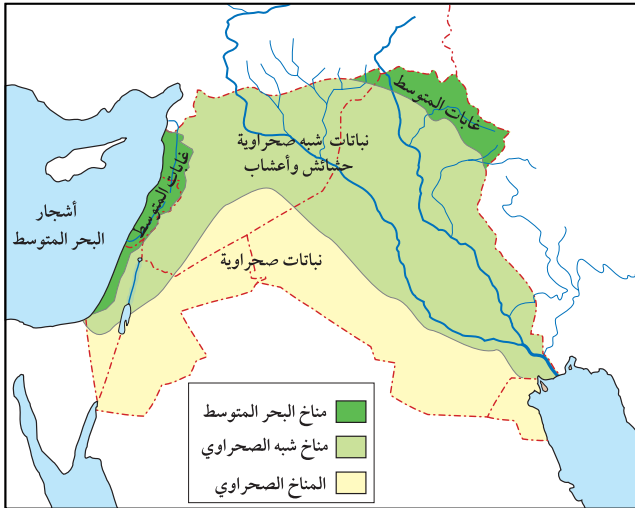 غابات المتوسط
نباتات شبه صحراوية
حشائش وأعشاب
غابات المتوسط
أشجار
البحر المتوسط
نباتات صحراوية
مناخ البحر المتوسط
مناخ شبه الصحراوي
المناخ الصحراوي